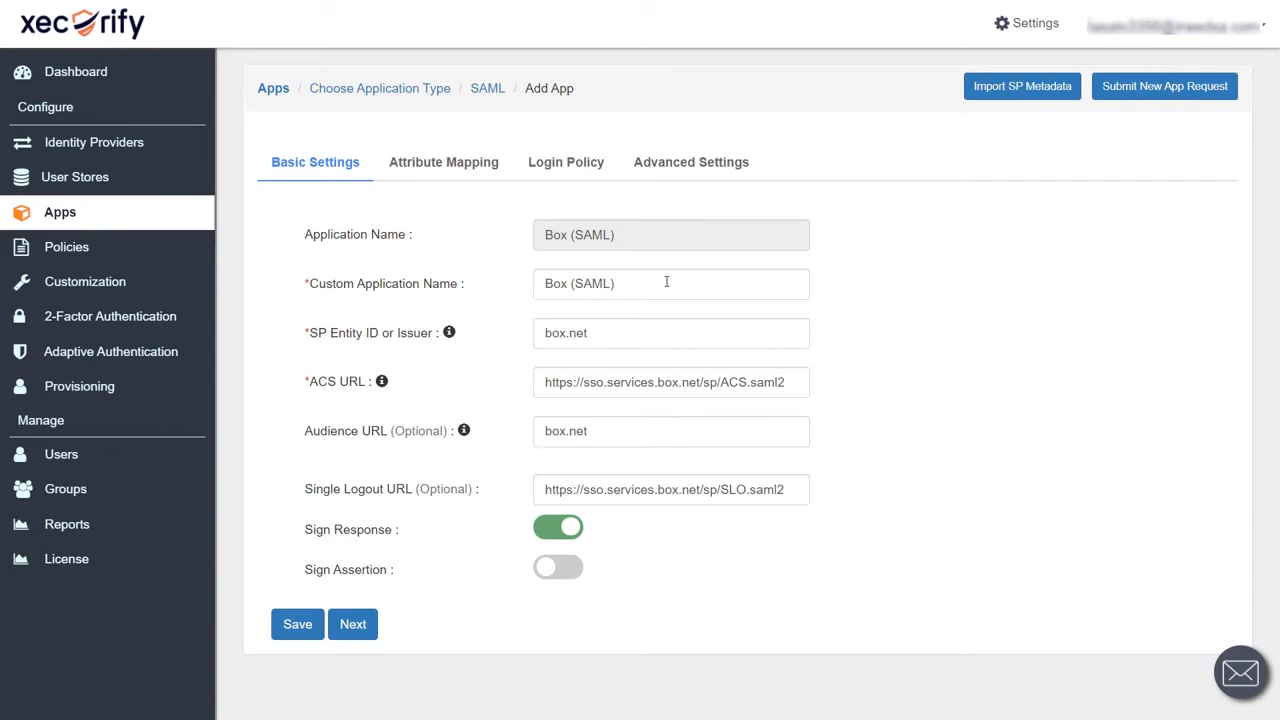 xecurify
Settings
Dashboard
Configure
Identity Providers
User Stores
Apps
Policies
Customization
2-Factor Authentication
Adaptive Authentication
Provisioning
Manage
Users
Groups
Reports
License
Apps / Choose Application Type / SAML / Add App
Import SP Metadata
Submit New App Request
Basic Settings
Attribute Mapping
Login Policy
Advanced Settings
Application Name : Box (SAML)
*Custom Application Name : Box (SAML)
*SP Entity ID or Issuer : box.net
*ACS URL : https://sso.services.box.net/sp/ACS.saml2
Audience URL (Optional) : box.net
Single Logout URL (Optional) : https://sso.services.box.net/sp/SLO.saml2
Sign Response :
Sign Assertion :
Save
Next